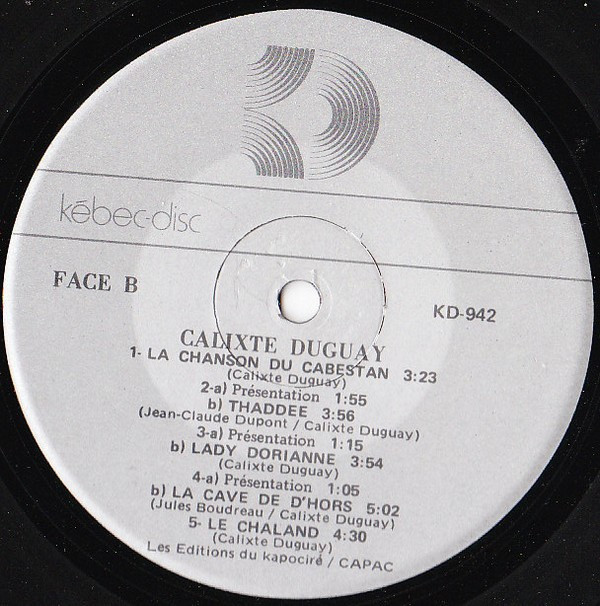 kébec-disc
FACE B
KD-942
CALIXTE DUGUAY
1- LA CHANSON DU CABESTAN 3:23
(Calixte Duguay)
2-a) Présentation 1:55
b) THADDEE 3:56
(Jean-Claude Dupont / Calixte Duguay)
3-a) Présentation 1:15
b) LADY DORIANNE 3:54
(Calixte Duguay)
4-a) Présentation 1:05
b) LA CAVE DE D'HORS 5:02
(Jules Boudreau / Calixte Duguay)
5- LE CHALAND 4:30
(Calixte Duguay)
Les Editions du kapociré / CAPAC